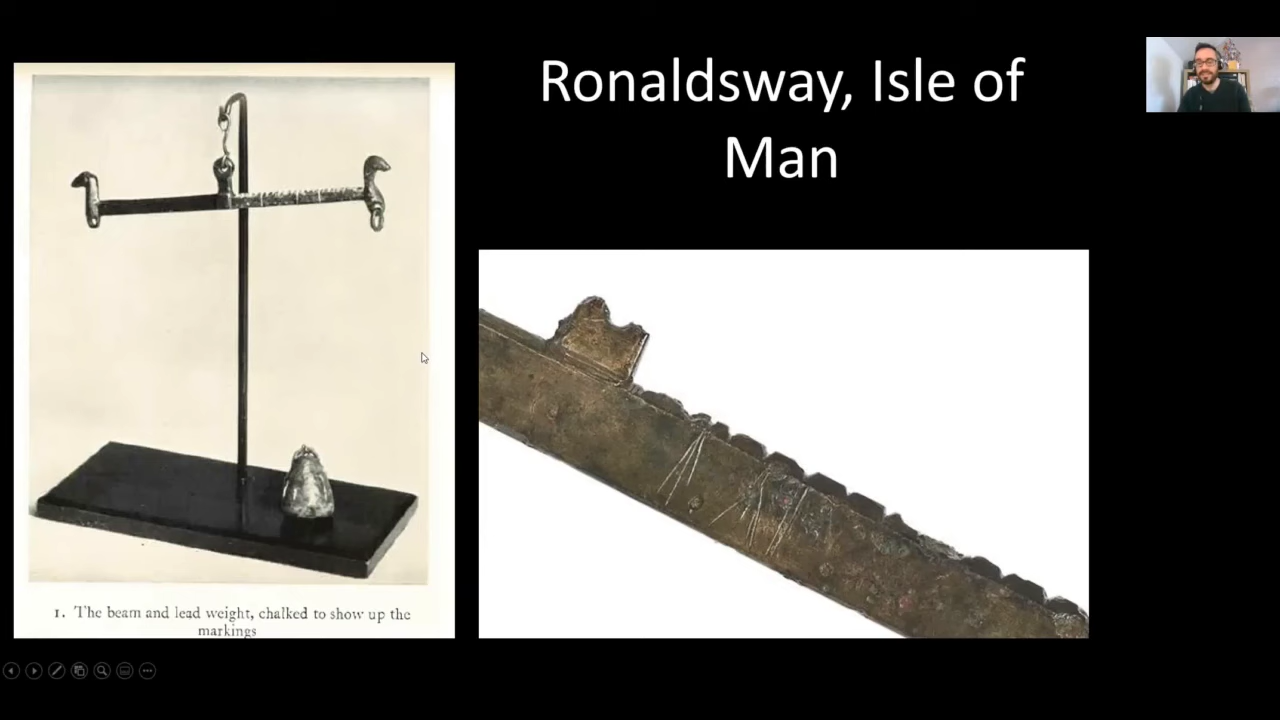 Ronaldsway, Isle of
Man
1. The beam and lead weight, chalked to show up the
markings